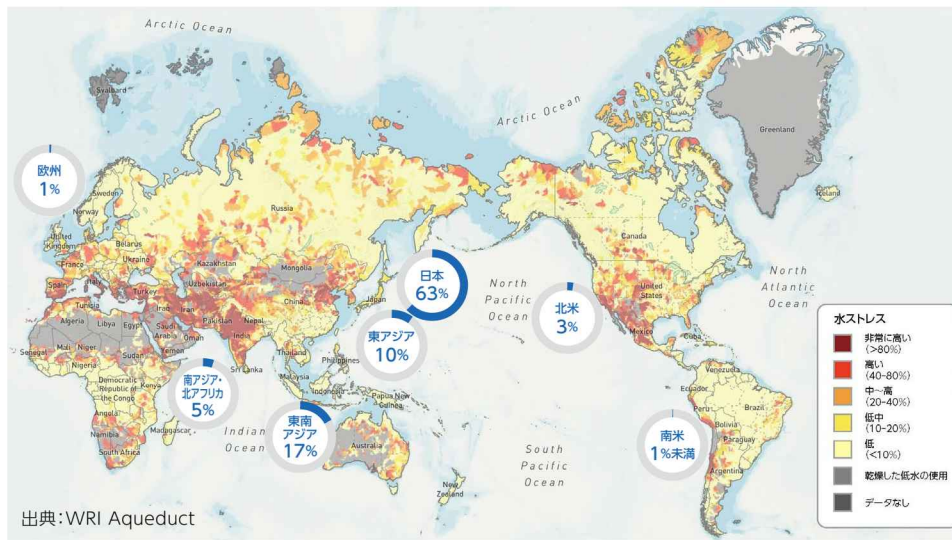 Arctic Ocean
Svalbard
Arctic Ocean
Greenland
Iceland
欧州
1%
Sweden
Norway
United
Kingdom
Belarus
Ukraine
France
Spain
Italy
Turkey
Tunisia
Russia
Kazakhstan
Uzbekistan
Mongolia
China
Japan
日本
63%
東アジア
10%
Iraq
Iran
Pakistan
Nepal
India
Algeria
Libya
Egypt
Saudi
Arabia
Oman
Yemen
Mali
Niger
Sudan
Senegal
Nigeria
Kenya
Democratic
Republic of
the Congo
Angola
Namibia
South Africa
Madagascar
南アジア・
北アフリカ
5%
Sri Lanka
Thailand
Philippines
Malaysia
Indonesia
Papua New
Guinea
東南
アジア
17%
Indian
Ocean
Australia
New
Zealand
North
Pacific
Ocean
South
Pacific
Ocean
北米
3%
Canada
United
States
Mexico
Cuba
North
Atlantic
Ocean
Venezuela
Ecuador
Peru
Brazil
Bolivia
Paraguay
Argentina
南米
1%未満
水ストレス
非常に高い
(>80%)
高い
(40-80%)
中～高
(20-40%)
低中
(10-20%)
低
(<10%)
乾燥した低水の使用
データなし
出典:WRI Aqueduct